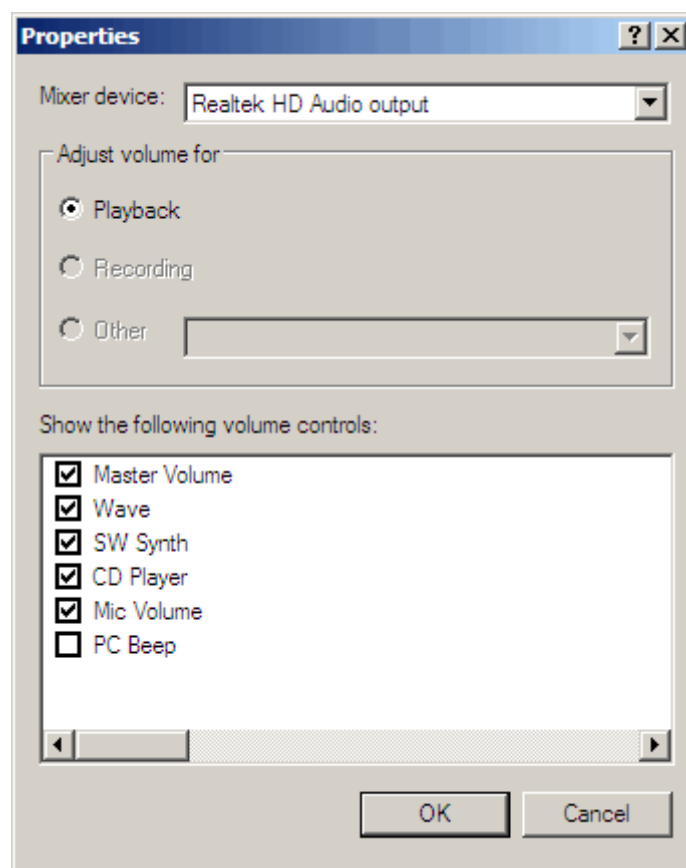 Properties
Mixer device: Realtek HD Audio output
Adjust volume for
Playback
Recording
Other
Show the following volume controls:
Master Volume
Wave
SW Synth
CD Player
Mic Volume
PC Beep
OK Cancel